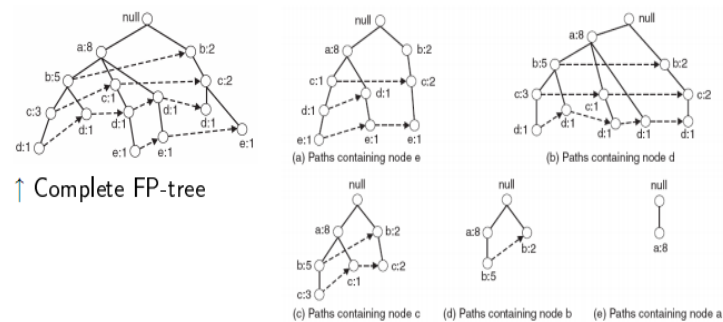 null
a:8
b:2
b:5
c:2
c:1
c:3
d:1
d:1
d:1
d:1
d:1
e:1
e:1
e:1
↑ Complete FP-tree
null
a:8
b:2
c:1
c:2
d:1
d:1
e:1
e:1
e:1
(a) Paths containing node e
null
a:8
b:5
b:2
c:3
c:1
c:2
d:1
d:1
d:1
d:1
d:1
(b) Paths containing node d
null
a:8
b:2
b:5
c:1
c:2
c:3
(c) Paths containing node c
null
a:8
b:2
b:5
(d) Paths containing node b
null
a:8
(e) Paths containing node a